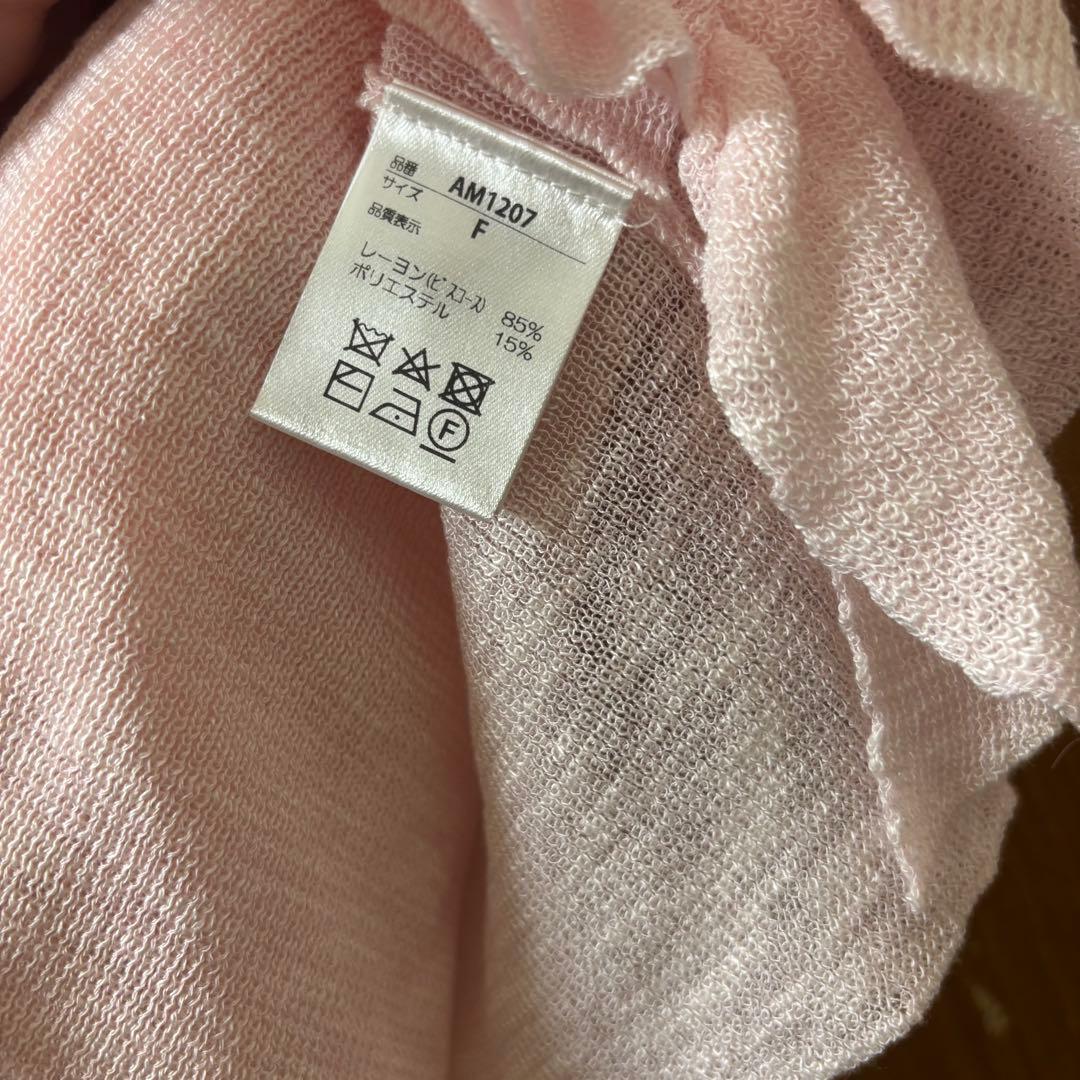 品番 AM1207
サイズ F
品質表示
レーヨン(ビスコース) 85%
ポリエステル 15%
F